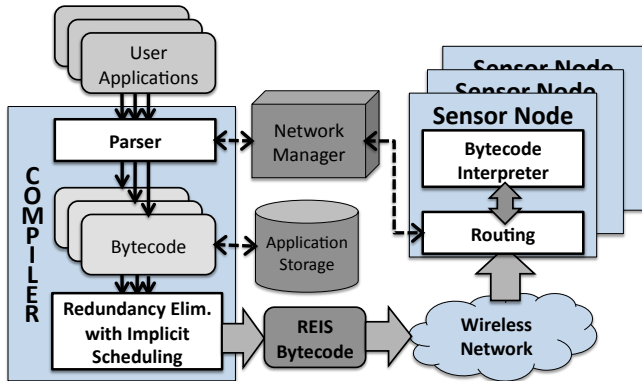 User
Applications
COMPILER
Parser
Bytecode
Redundancy Elim.
with Implicit
Scheduling
Network
Manager
Application
Storage
REIS
Bytecode
Sensor Node
Sensor Node
Sensor Node
Bytecode
Interpreter
Routing
Wireless
Network